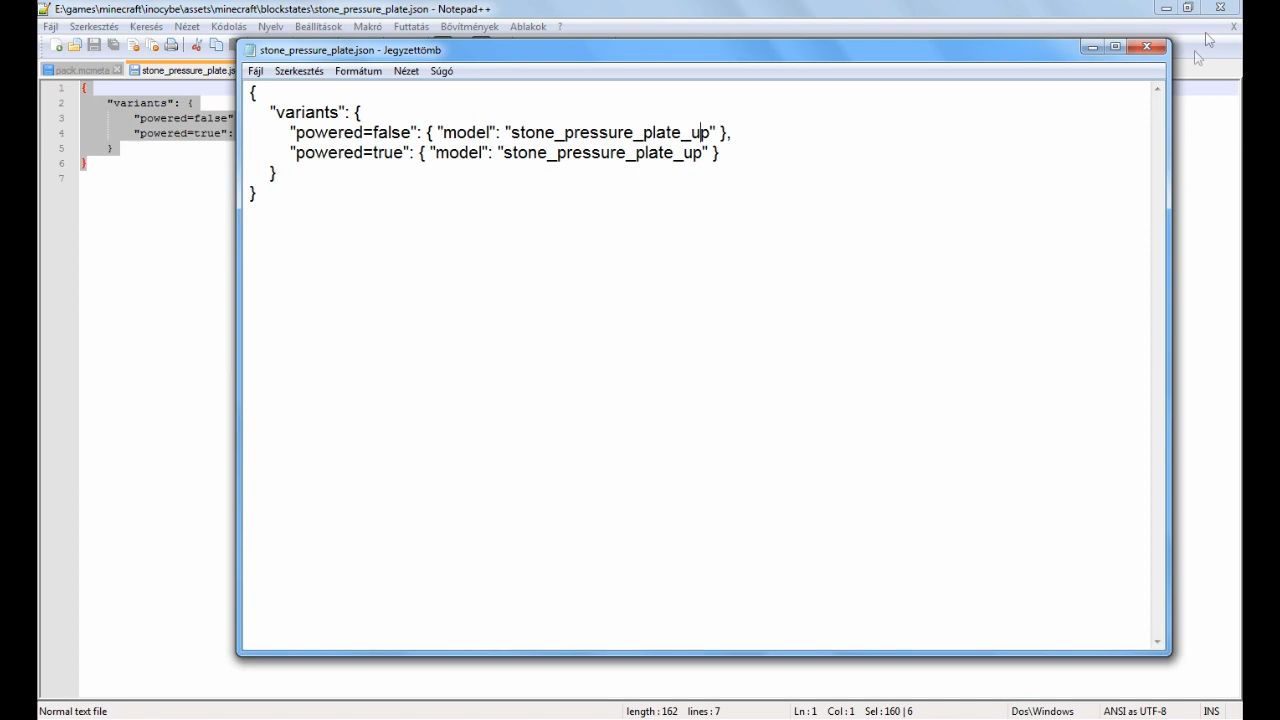 E:\games\minecraft\inocybe\assets\minecraft\blockstates\stone_pressure_plate.json - Notepad++
Fájl Szerkesztés Keresés Nézet Kódolás Nyelv Beállítások Makró Futtatás Bővítmények Ablakok ?
X
pack.mcmeta
stone_pressure_plate.js
1 {
2 "variants": {
3 "powered=false"
4 "powered=true":
5 }
6 }
7
stone_pressure_plate.json - Jegyzettömb
Fájl Szerkesztés Formátum Nézet Súgó
{
"variants": {
"powered=false": { "model": "stone_pressure_plate_up" },
"powered=true": { "model": "stone_pressure_plate_up" }
}
}
Normal text file
length : 162 lines : 7
Ln : 1 Col : 1 Sel : 160 | 6
Dos\Windows
ANSI as UTF-8
INS